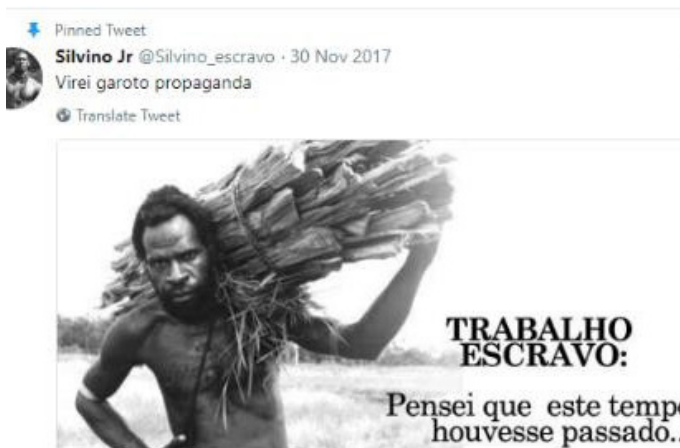 Pinned Tweet
Silvino Jr @Silvino_escravo · 30 Nov 2017
Virei garoto propaganda
Translate Tweet
TRABALHO
ESCRAVO:
Pensei que este tempo
houvesse passado..